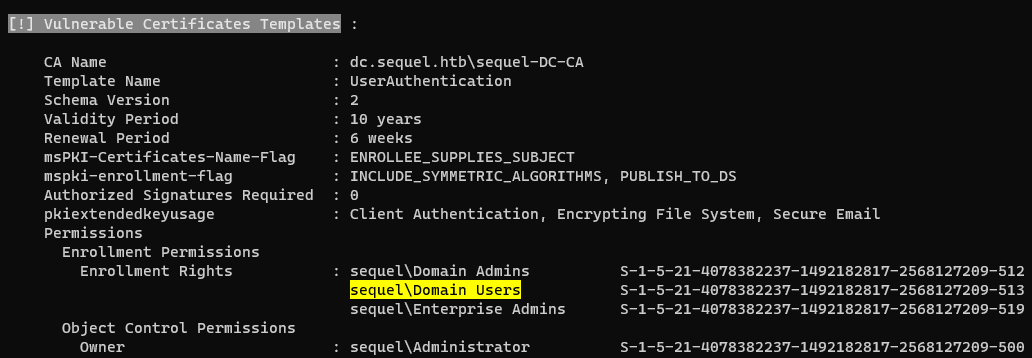 [!] Vulnerable Certificates Templates :
CA Name : dc.sequel.htb\sequel-DC-CA
Template Name : UserAuthentication
Schema Version : 2
Validity Period : 10 years
Renewal Period : 6 weeks
msPKI-Certificates-Name-Flag : ENROLLEE_SUPPLIES_SUBJECT
mspki-enrollment-flag : INCLUDE_SYMMETRIC_ALGORITHMS, PUBLISH_TO_DS
Authorized Signatures Required : 0
pkiextendedkeyusage : Client Authentication, Encrypting File System, Secure Email
Permissions
Enrollment Permissions
Enrollment Rights : sequel\Domain Admins S-1-5-21-4078382237-1492182817-2568127209-512
sequel\Domain Users S-1-5-21-4078382237-1492182817-2568127209-513
sequel\Enterprise Admins S-1-5-21-4078382237-1492182817-2568127209-519
Object Control Permissions
Owner : sequel\Administrator S-1-5-21-4078382237-1492182817-2568127209-500